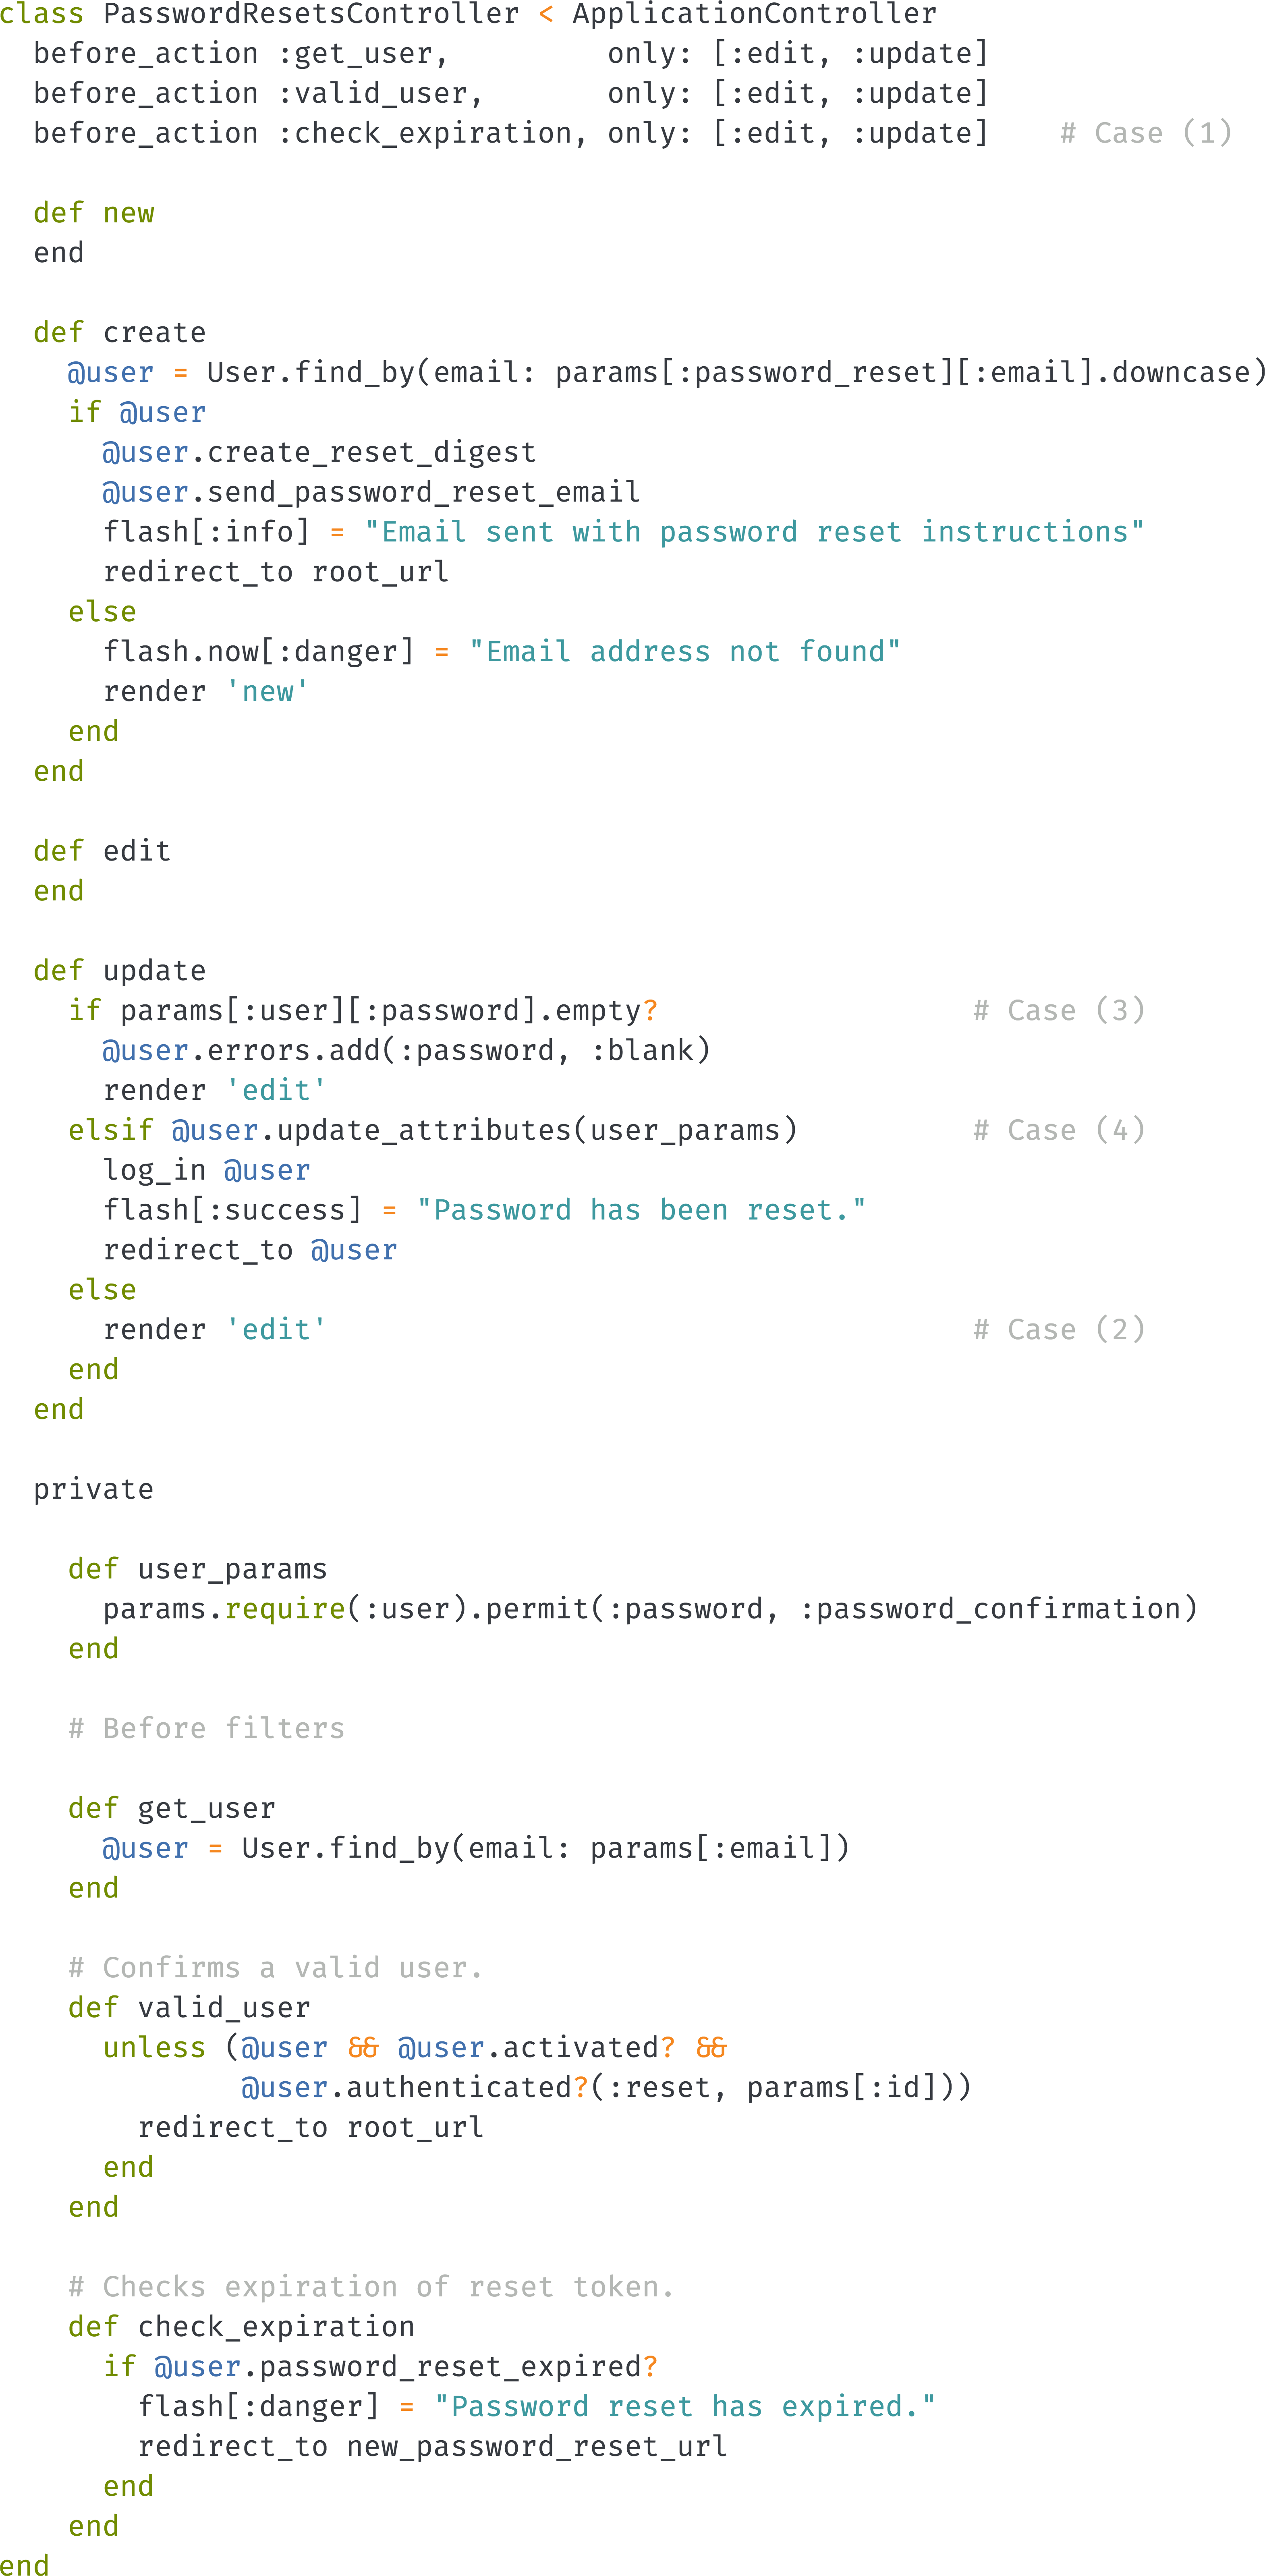 class PasswordResetsController < ApplicationController
  before_action :get_user,         only: [:edit, :update]
  before_action :valid_user,       only: [:edit, :update]
  before_action :check_expiration, only: [:edit, :update]    # Case (1)

  def new
  end

  def create
    @user = User.find_by(email: params[:password_reset][:email].downcase)
    if @user
      @user.create_reset_digest
      @user.send_password_reset_email
      flash[:info] = "Email sent with password reset instructions"
      redirect_to root_url
    else
      flash.now[:danger] = "Email address not found"
      render 'new'
    end
  end

  def edit
  end

  def update
    if params[:user][:password].empty?                  # Case (3)
      @user.errors.add(:password, :blank)
      render 'edit'
    elsif @user.update_attributes(user_params)          # Case (4)
      log_in @user
      flash[:success] = "Password has been reset."
      redirect_to @user
    else
      render 'edit'                                     # Case (2)
    end
  end

  private

    def user_params
      params.require(:user).permit(:password, :password_confirmation)
    end

    # Before filters

    def get_user
      @user = User.find_by(email: params[:email])
    end

    # Confirms a valid user.
    def valid_user
      unless (@user && @user.activated? &&
              @user.authenticated?(:reset, params[:id]))
        redirect_to root_url
      end
    end

    # Checks expiration of reset token.
    def check_expiration
      if @user.password_reset_expired?
        flash[:danger] = "Password reset has expired."
        redirect_to new_password_reset_url
      end
    end
end